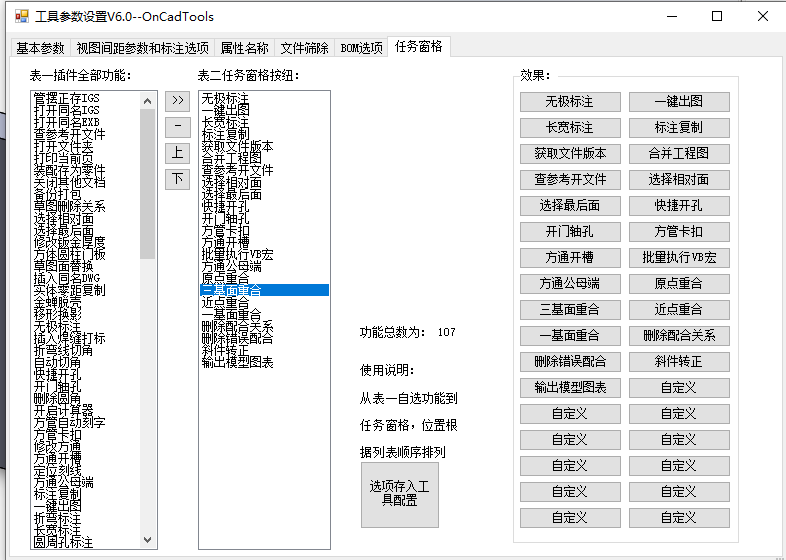 工具参数设置V6.0--OnCadTools
基本参数 视图间距参数和标注选项 属性名称 文件筛除 BOM选项 任务窗格
表一插件全部功能:
管摆正存IGS
打开同名IGS
打开同名EXB
查参考开文件
打开文件夹
打印当前页
装配存为零件
关闭其他文档
备份打包
草图删除关系
选择相对面
选择最后面
修改钣金厚度
方体圆柱门板
草图面替换
插入同名DWG
实体零距复制
金蝉脱壳
移形换影
无极标注
插入焊缝打标
折弯线切角
自动切角
快捷开孔
开门轴孔
删除圆角
开启计算器
方管自动刻字
方管卡扣
修改方通
方通开槽
定位刻线
方通公母端
标注复制
一键出图
折弯标注
长宽标注
圆周孔标注
>>
-
上
下
表二任务窗格按纽:
无极标注
一键出图
长宽标注
标注复制
获取文件版本
合并工程图
查参考开文件
选择相对面
选择最后面
快捷开孔
开门轴孔
方管卡扣
方通开槽
批量执行VB宏
方通公母端
原点重合
三基面重合
近点重合
一基面重合
删除配合关系
删除错误配合
斜件转正
输出模型图表
功能总数为: 107
使用说明:
从表一自选功能到
任务窗格，位置根
据列表顺序排列
选项存入工
具配置
效果:
无极标注 一键出图
长宽标注 标注复制
获取文件版本 合并工程图
查参考开文件 选择相对面
选择最后面 快捷开孔
开门轴孔 方管卡扣
方通开槽 批量执行VB宏
方通公母端 原点重合
三基面重合 近点重合
一基面重合 删除配合关系
删除错误配合 斜件转正
输出模型图表 自定义
自定义 自定义
自定义 自定义
自定义 自定义
自定义 自定义
自定义 自定义